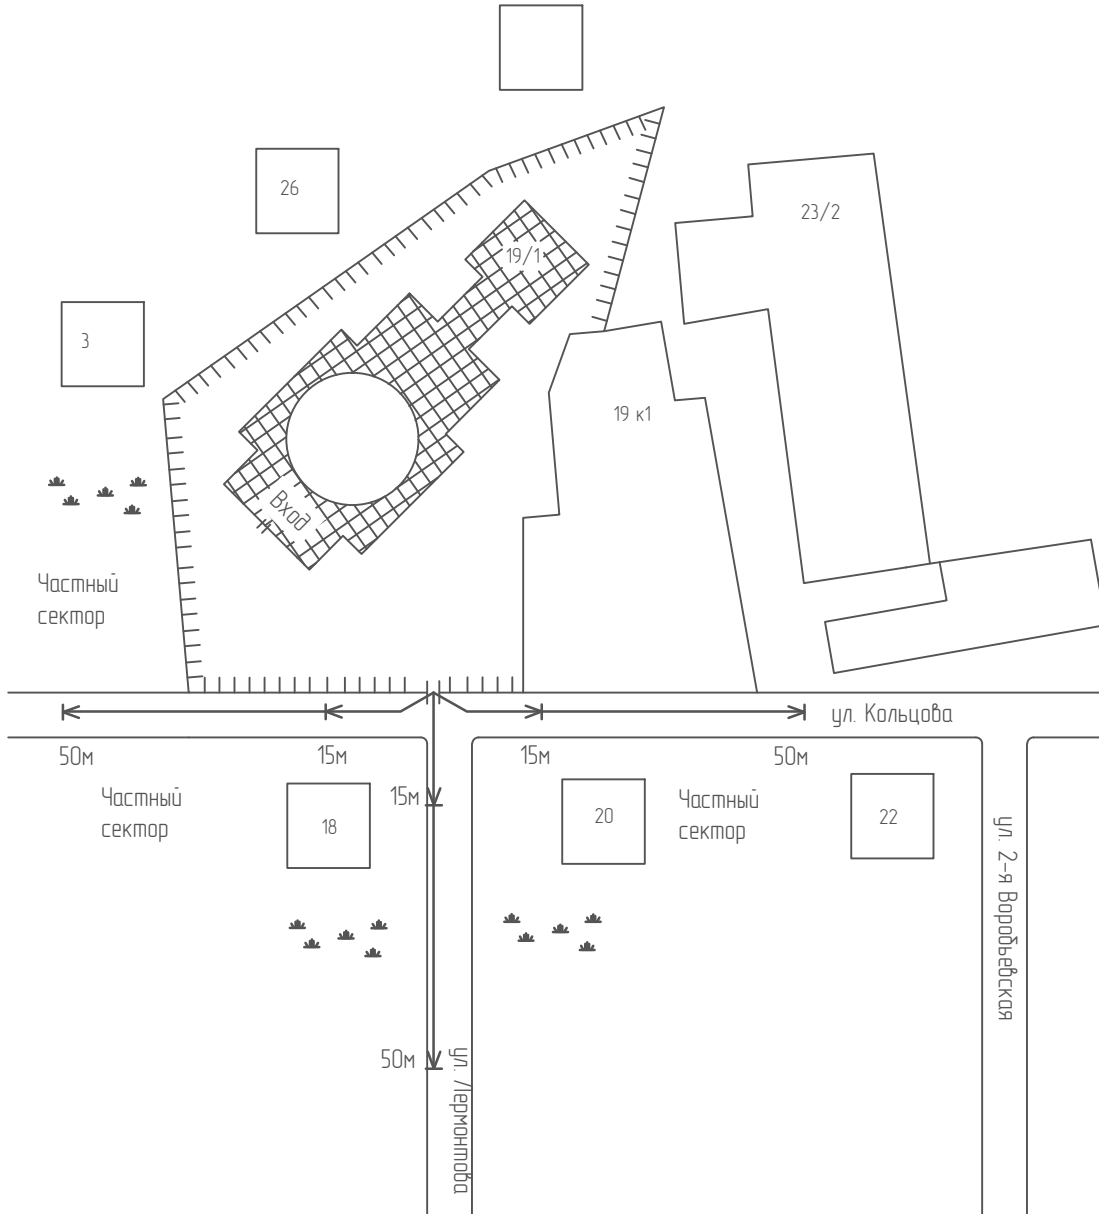 26
23/2
19/1
3
19 к1
Вход
Частный
сектор
ул. Кольцова
50м
15м
15м
50м
Частный
сектор
15м
18
20
Частный
сектор
22
ул. 2-я Воробьевская
50м
ул. Лермонтова